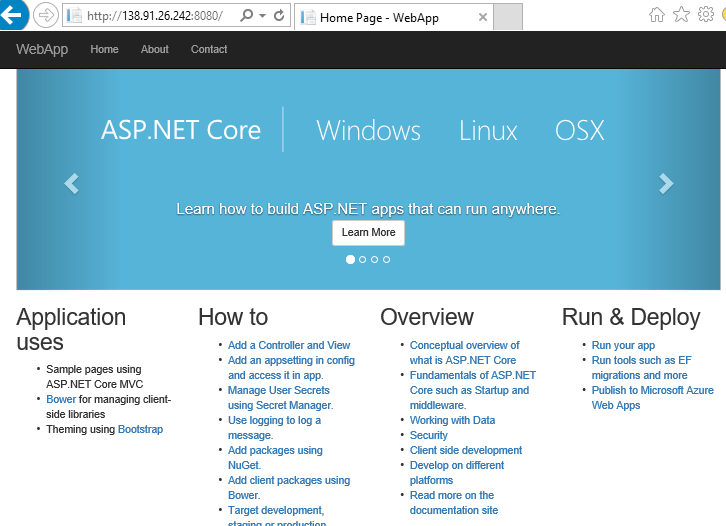 http://138.91.26.242:8080/
Home Page - WebApp
WebApp Home About Contact
ASP.NET Core Windows Linux OSX
Learn how to build ASP.NET apps that can run anywhere.
Learn More
Application
uses
Sample pages using
ASP.NET Core MVC
Bower for managing client-
side libraries
Theming using Bootstrap
How to
Add a Controller and View
Add an appsetting in config
and access it in app.
Manage User Secrets
using Secret Manager.
Use logging to log a
message.
Add packages using
NuGet.
Add client packages using
Bower.
Target development,
staging or production
Overview
Conceptual overview of
what is ASP.NET Core
Fundamentals of ASP.NET
Core such as Startup and
middleware.
Working with Data
Security
Client side development
Develop on different
platforms
Read more on the
documentation site
Run & Deploy
Run your app
Run tools such as EF
migrations and more
Publish to Microsoft Azure
Web Apps